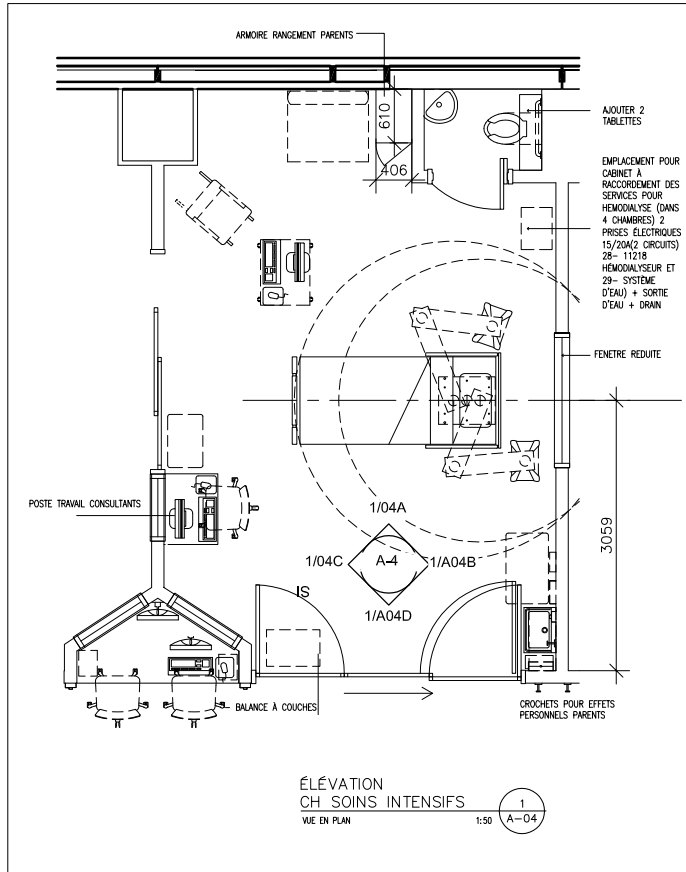 ARMOIRE RANGEMENT PARENTS
610
406
AJOUTER 2
TABLETTES
EMPLACEMENT POUR
CABINET À
RACCORDEMENT DES
SERVICES POUR
HEMODIALYSE (DANS
4 CHAMBRES) 2
PRISES ÉLECTRIQUES
15/20A(2 CIRCUITS)
28- 11218
HÉMODIALYSEUR ET
29- SYSTÈME
D'EAU) + SORTIE
D'EAU + DRAIN
FENETRE REDUITE
POSTE TRAVAIL CONSULTANTS
1/04A
1/04C
A-4
1/A04B
1/A04D
3059
IS
BALANCE À COUCHES
CROCHETS POUR EFFETS
PERSONNELS PARENTS
ÉLÉVATION
CH SOINS INTENSIFS
VUE EN PLAN
1:50
1
A-04